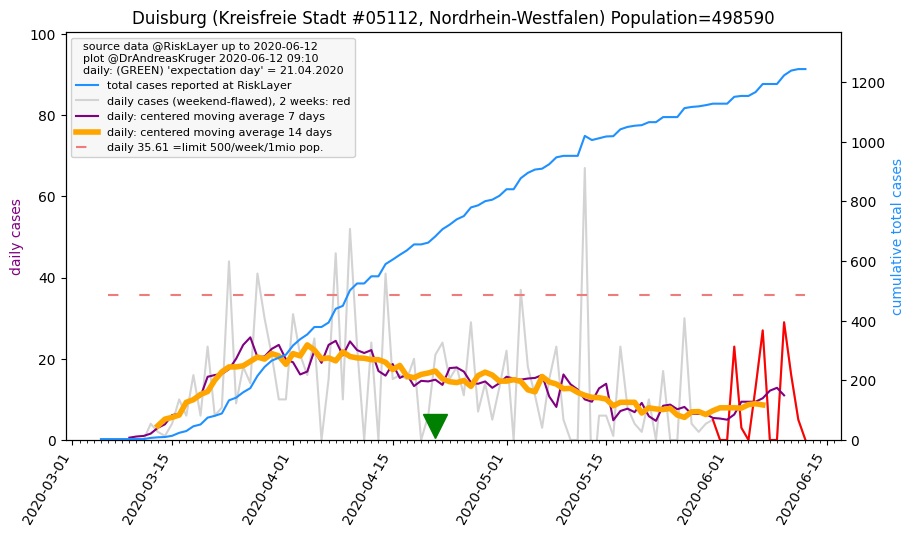 Duisburg (Kreisfreie Stadt #05112, Nordrhein-Westfalen) Population=498590
source data @RiskLayer up to 2020-06-12
plot @DrAndreasKruger 2020-06-12 09:10
daily: (GREEN) 'expectation day' = 21.04.2020
total cases reported at RiskLayer
daily cases (weekend-flawed), 2 weeks: red
daily: centered moving average 7 days
daily: centered moving average 14 days
daily 35.61 =limit 500/week/1mio pop.
daily cases
100
80
60
40
20
0
cumulative total cases
1200
1000
800
600
400
200
0
2020-03-01
2020-03-15
2020-04-01
2020-04-15
2020-05-01
2020-05-15
2020-06-01
2020-06-15